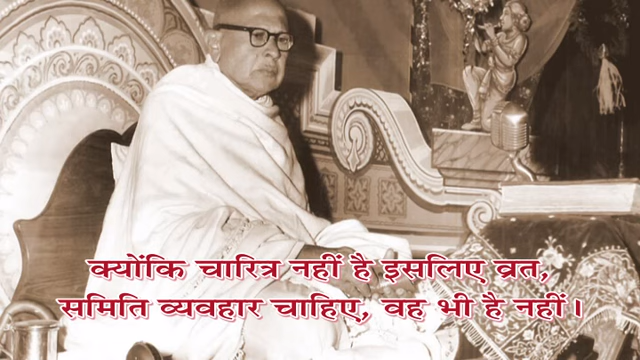 क्योंकि चारित्र नहीं है इसलिए व्रत,
समिति व्यवहार चाहिए, वह भी है नहीं।